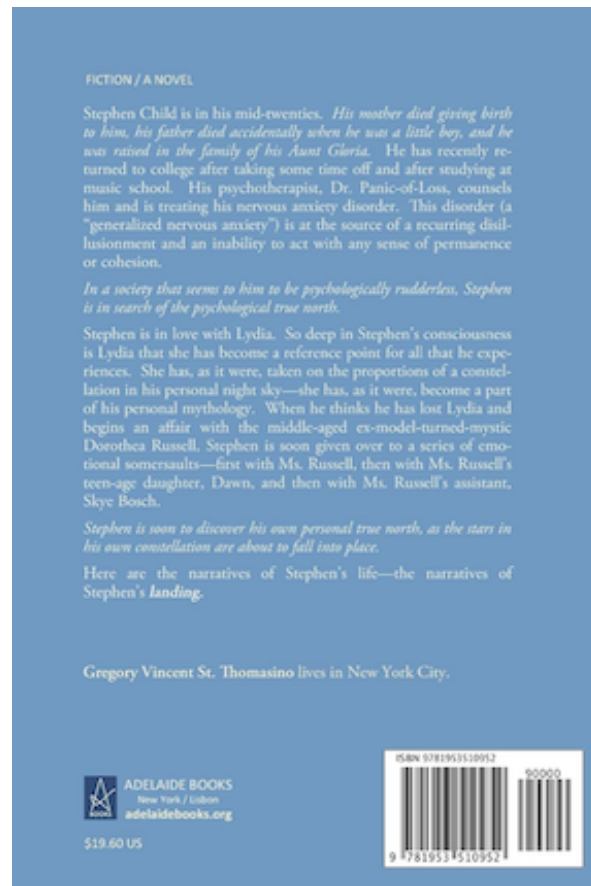 FICTION / A NOVEL
Stephen Child is in his mid-twenties. His mother died giving birth
to him, his father died accidentally when he was a little boy, and he
was raised in the family of his Aunt Gloria. He has recently re-
turned to college after taking some time off and after studying at
music school. His psychotherapist, Dr. Panic-of-Loss, counsels
him and is treating his nervous anxiety disorder. This disorder (a
“generalized nervous anxiety”) is at the source of a recurring disil-
lusionment and an inability to act with any sense of permanence
or cohesion.
In a society that seems to him to be psychologically rudderless, Stephen
is in search of the psychological true north.
Stephen is in love with Lydia. So deep in Stephen’s consciousness
is Lydia that she has become a reference point for all that he expe-
riences. She has, as it were, taken on the proportions of a constel-
lation in his personal night sky—she has, as it were, become a part
of his personal mythology. When he thinks he has lost Lydia and
begins an affair with the middle-aged ex-model-turned-mystic
Dorothea Russell, Stephen is soon given over to a series of emo-
tional somersaults—first with Ms. Russell, then with Ms. Russell’s
teen-age daughter, Dawn, and then with Ms. Russell’s assistant,
Skye Bosch.
Stephen is soon to discover his own personal true north, as the stars in
his own constellation are about to fall into place.
Here are the narratives of Stephen’s life—the narratives of
Stephen’s landing.
Gregory Vincent St. Thomasino lives in New York City.
ADELAIDE BOOKS
New York / Lisbon
adelaidebooks.org
BOOKS
$19.60 US
ISBN 9781953510952
90000
9 781953 510952